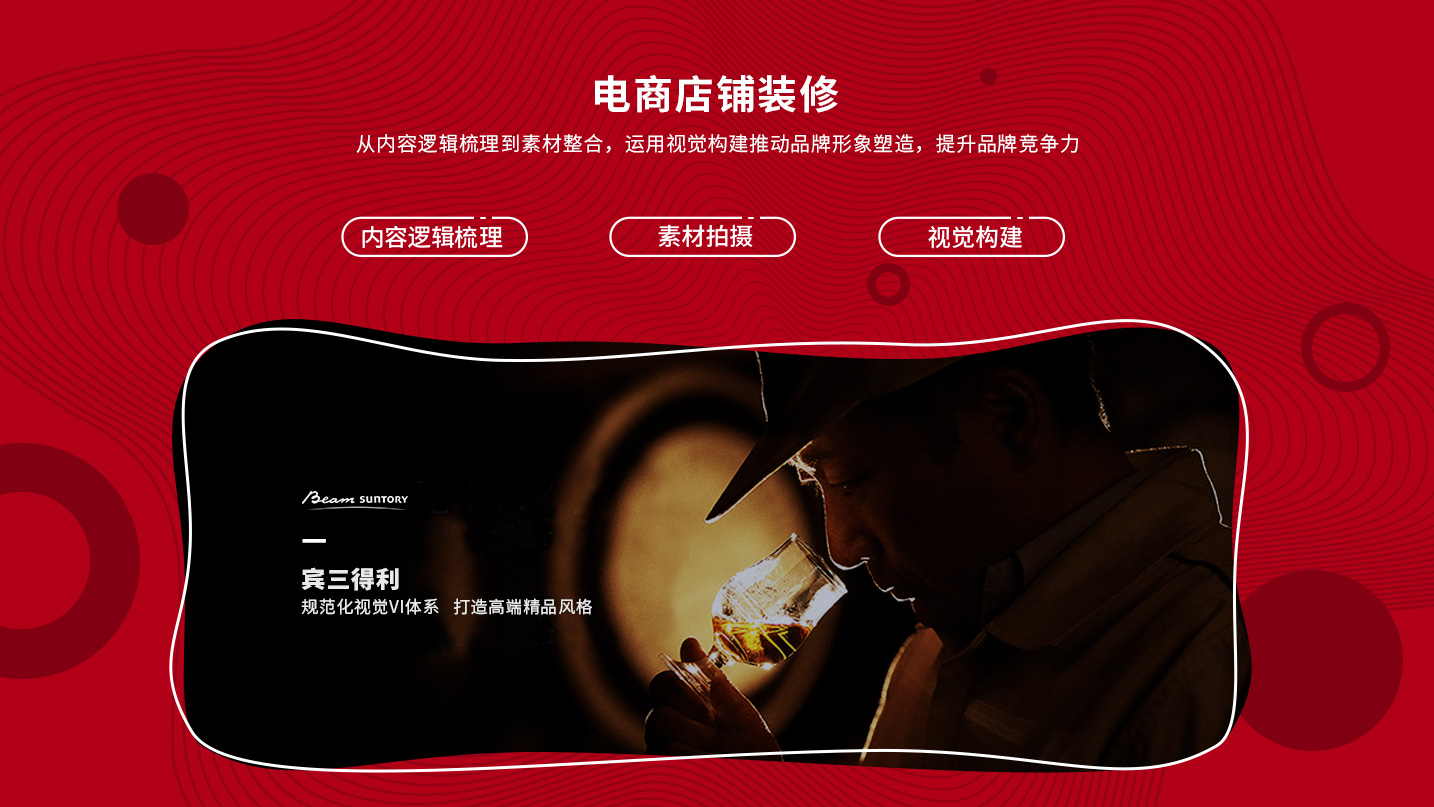 电商店铺装修
从内容逻辑梳理到素材整合，运用视觉构建推动品牌形象塑造，提升品牌竞争力
内容逻辑梳理
素材拍摄
视觉构建
Beam SUNTORY
宾三得利
规范化视觉VI体系 打造高端精品风格